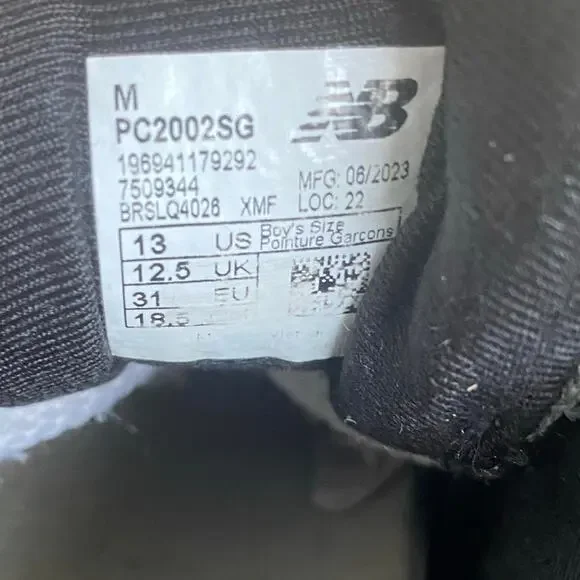 M
NB
PC2002SG
196941179292
7509344 MFG: 06/2023
BRSLQ4026 XMF LOC: 22
13 US Boy's Size
Pointure Garcons
12.5 UK
31 EU
18.5